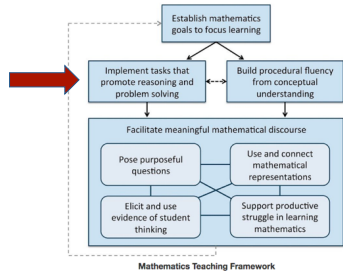 Establish mathematics
goals to focus learning
Implement tasks that
promote reasoning and
problem solving
Build procedural fluency
from conceptual
understanding
Facilitate meaningful mathematical discourse
Pose purposeful
questions
Use and connect
mathematical
representations
Elicit and use
evidence of student
thinking
Support productive
struggle in learning
mathematics
Mathematics Teaching Framework